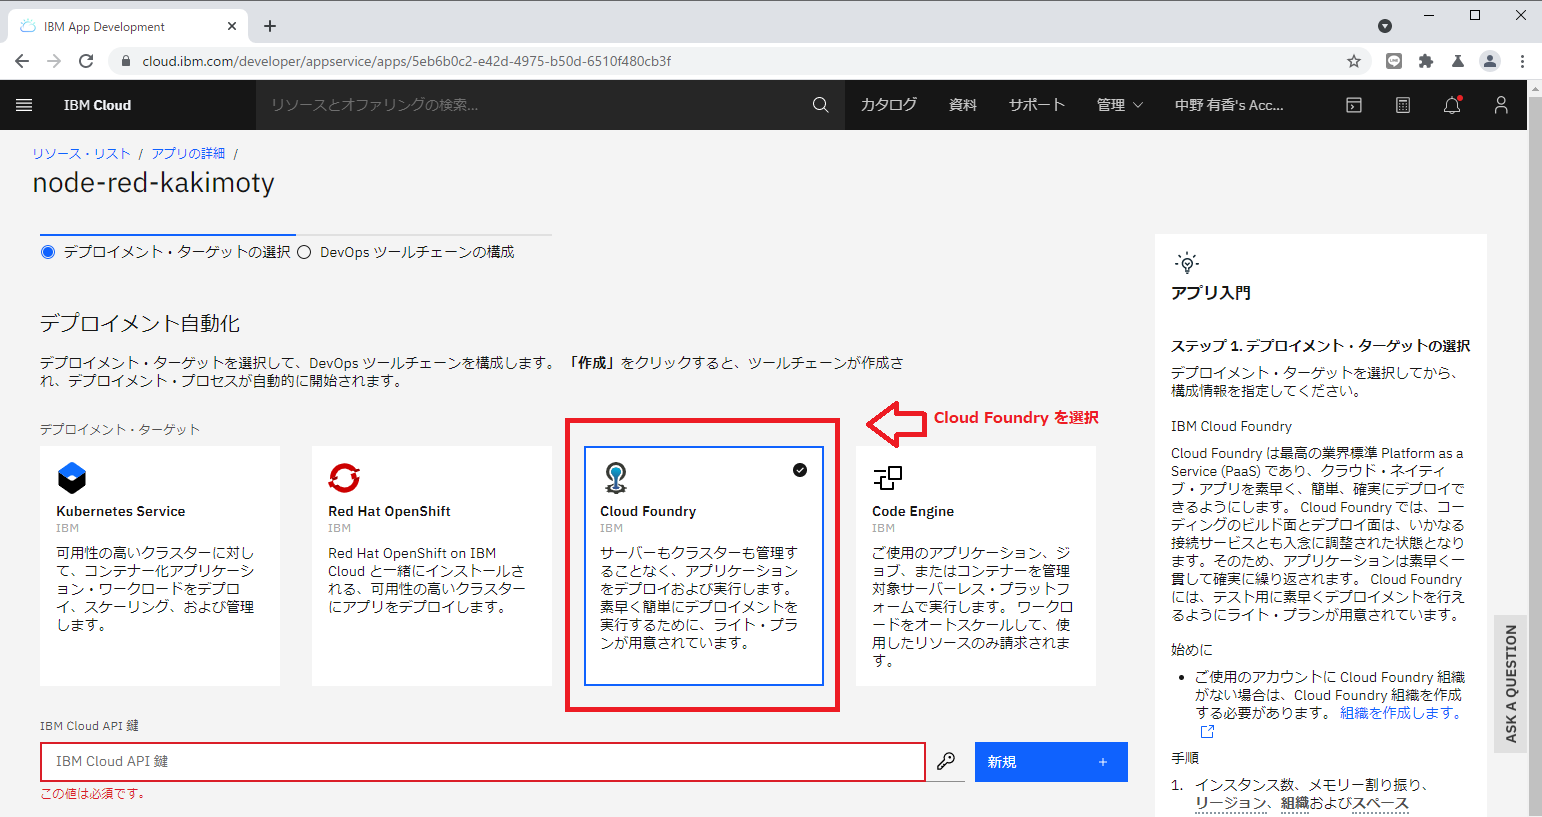 IBM App Development
cloud.ibm.com/developer/appservice/apps/5eb6b0c2-e42d-4975-b50d-6510f480cb3f
IBM Cloud
リソースとオファリングの検索...
カタログ
資料
サポート
管理
中野 有香's Acc...
リソース・リスト / アプリの詳細 /
node-red-kakimoty
デプロイメント・ターゲットの選択
DevOps ツールチェーンの構成
デプロイメント自動化
デプロイメント・ターゲットを選択して、DevOps ツールチェーンを構成します。 「作成」をクリックすると、ツールチェーンが作成さ
れ、デプロイメント・プロセスが自動的に開始されます。
Cloud Foundry を選択
デプロイメント・ターゲット
Kubernetes Service
IBM
可用性の高いクラスターに対し
て、コンテナー化アプリケーシ
ョン・ワークロードをデプロ
イ、スケーリング、および管理
します。
Red Hat OpenShift
IBM
Red Hat OpenShift on IBM
Cloud と一緒にインストールさ
れる、可用性の高いクラスター
にアプリをデプロイします。
Cloud Foundry
IBM
サーバーもクラスターも管理す
ることなく、アプリケーション
をデプロイおよび実行します。
素早く簡単にデプロイメントを
実行するために、ライト・プラ
ンが用意されています。
Code Engine
IBM
ご使用のアプリケーション、ジ
ョブ、またはコンテナーを管理
対象サーバーレス・プラットフ
ォームで実行します。 ワークロ
ードをオートスケールして、使
用したリソースのみ請求されま
す。
IBM Cloud API 鍵
IBM Cloud API 鍵
新規 +
この値は必須です。
アプリ入門
ステップ 1. デプロイメント・ターゲットの選択
デプロイメント・ターゲットを選択してから、
構成情報を指定してください。
IBM Cloud Foundry
Cloud Foundry は最高の業界標準 Platform as a
Service (PaaS) であり、クラウド・ネイティ
ブ・アプリを素早く、簡単、確実にデプロイで
きるようにします。 Cloud Foundry では、コー
ディングのビルド面とデプロイ面は、いかなる
接続サービスとも入念に調整された状態となり
ます。そのため、アプリケーションは素早く一
貫して確実に繰り返されます。 Cloud Foundry
には、テスト用に素早くデプロイメントを行え
るようにライト・プランが用意されています。
始めに
• ご使用のアカウントに Cloud Foundry 組織
がない場合は、Cloud Foundry 組織を作成
する必要があります。 組織を作成します。
手順
1. インスタンス数、メモリー割り振り、
リージョン、組織およびスペース
ASK A QUESTION